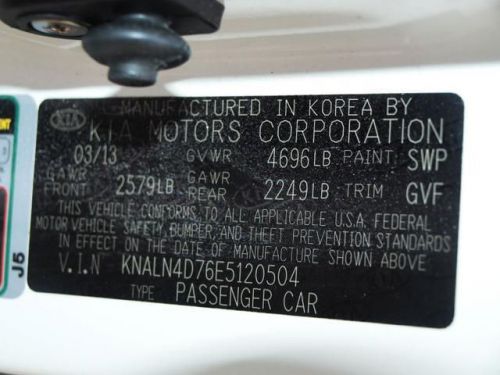 KIA
MANUFACTURED IN KOREA BY
KIA MOTORS CORPORATION
03/13 GVWR 4696LB PAINT SWP
GAWR FRONT 2579LB GAWR REAR 2249LB TRIM GVF
THIS VEHICLE CONFORMS TO ALL APPLICABLE U.S.A. FEDERAL
MOTOR VEHICLE SAFETY, BUMPER, AND THEFT PREVENTION STANDARDS
IN EFFECT ON THE DATE OF MANUFACTURE SHOWN ABOVE
V.I.N KNALN4D76E5120504
TYPE PASSENGER CAR
J5